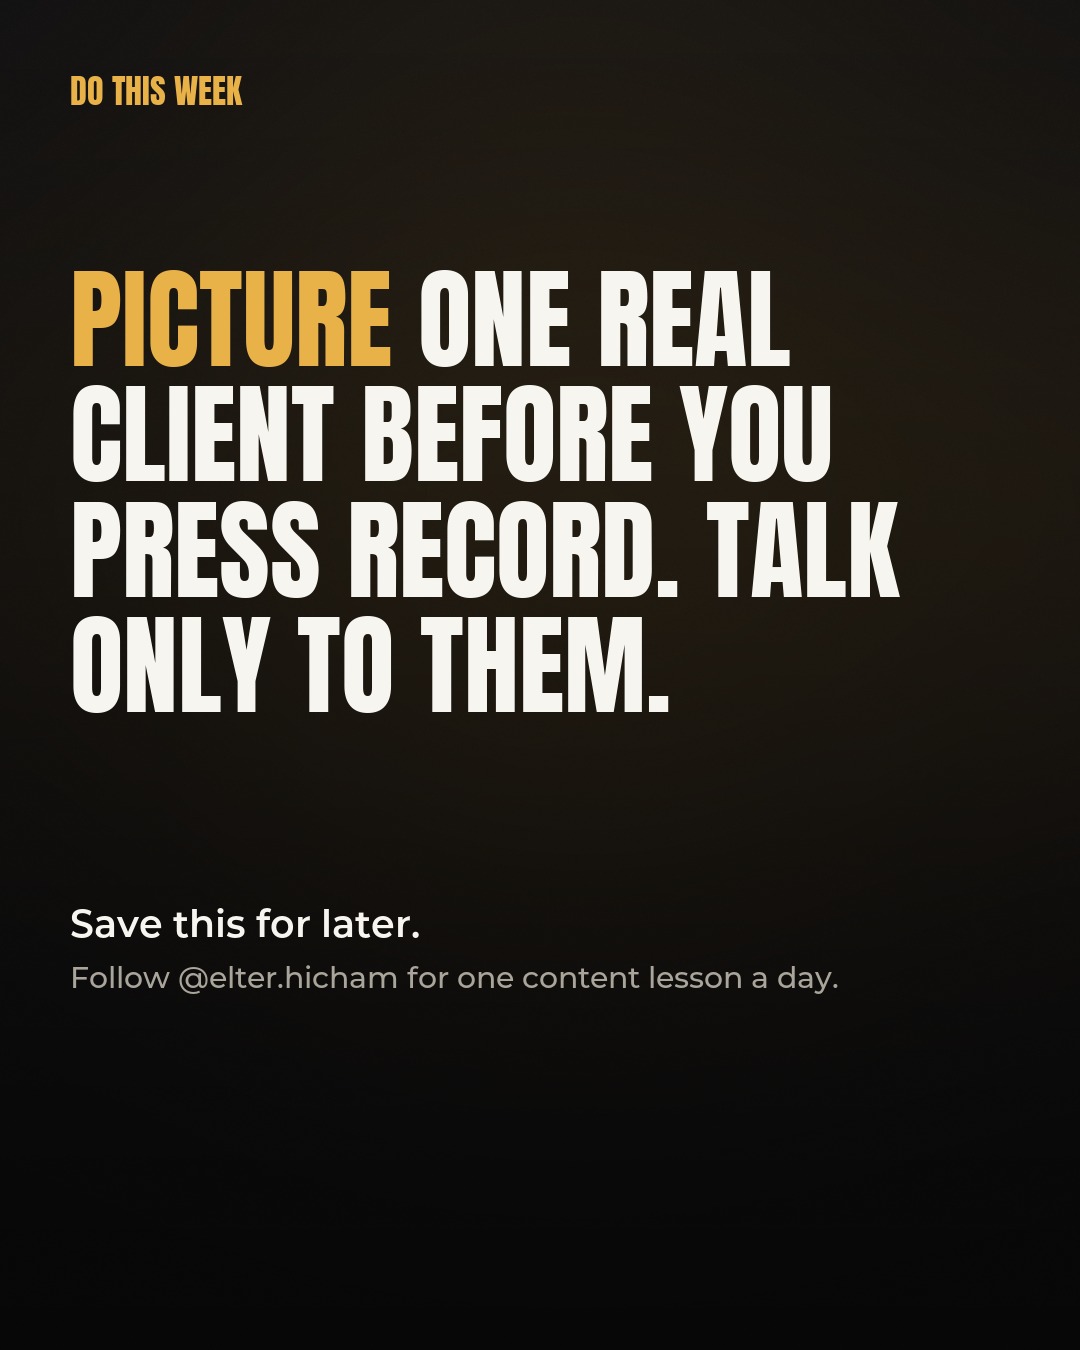 DO THIS WEEK
PICTURE ONE REAL
CLIENT BEFORE YOU
PRESS RECORD. TALK
ONLY TO THEM.
Save this for later.
Follow @elter.hicham for one content lesson a day.